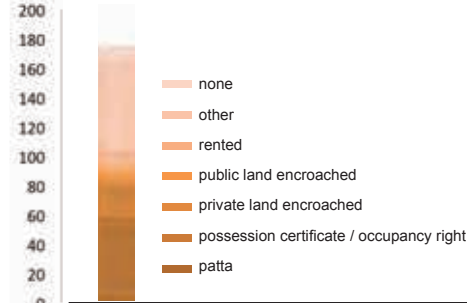 200
180
160
140
120
100
80
60
40
20
0
none
other
rented
public land encroached
private land encroached
possession certificate / occupancy right
patta